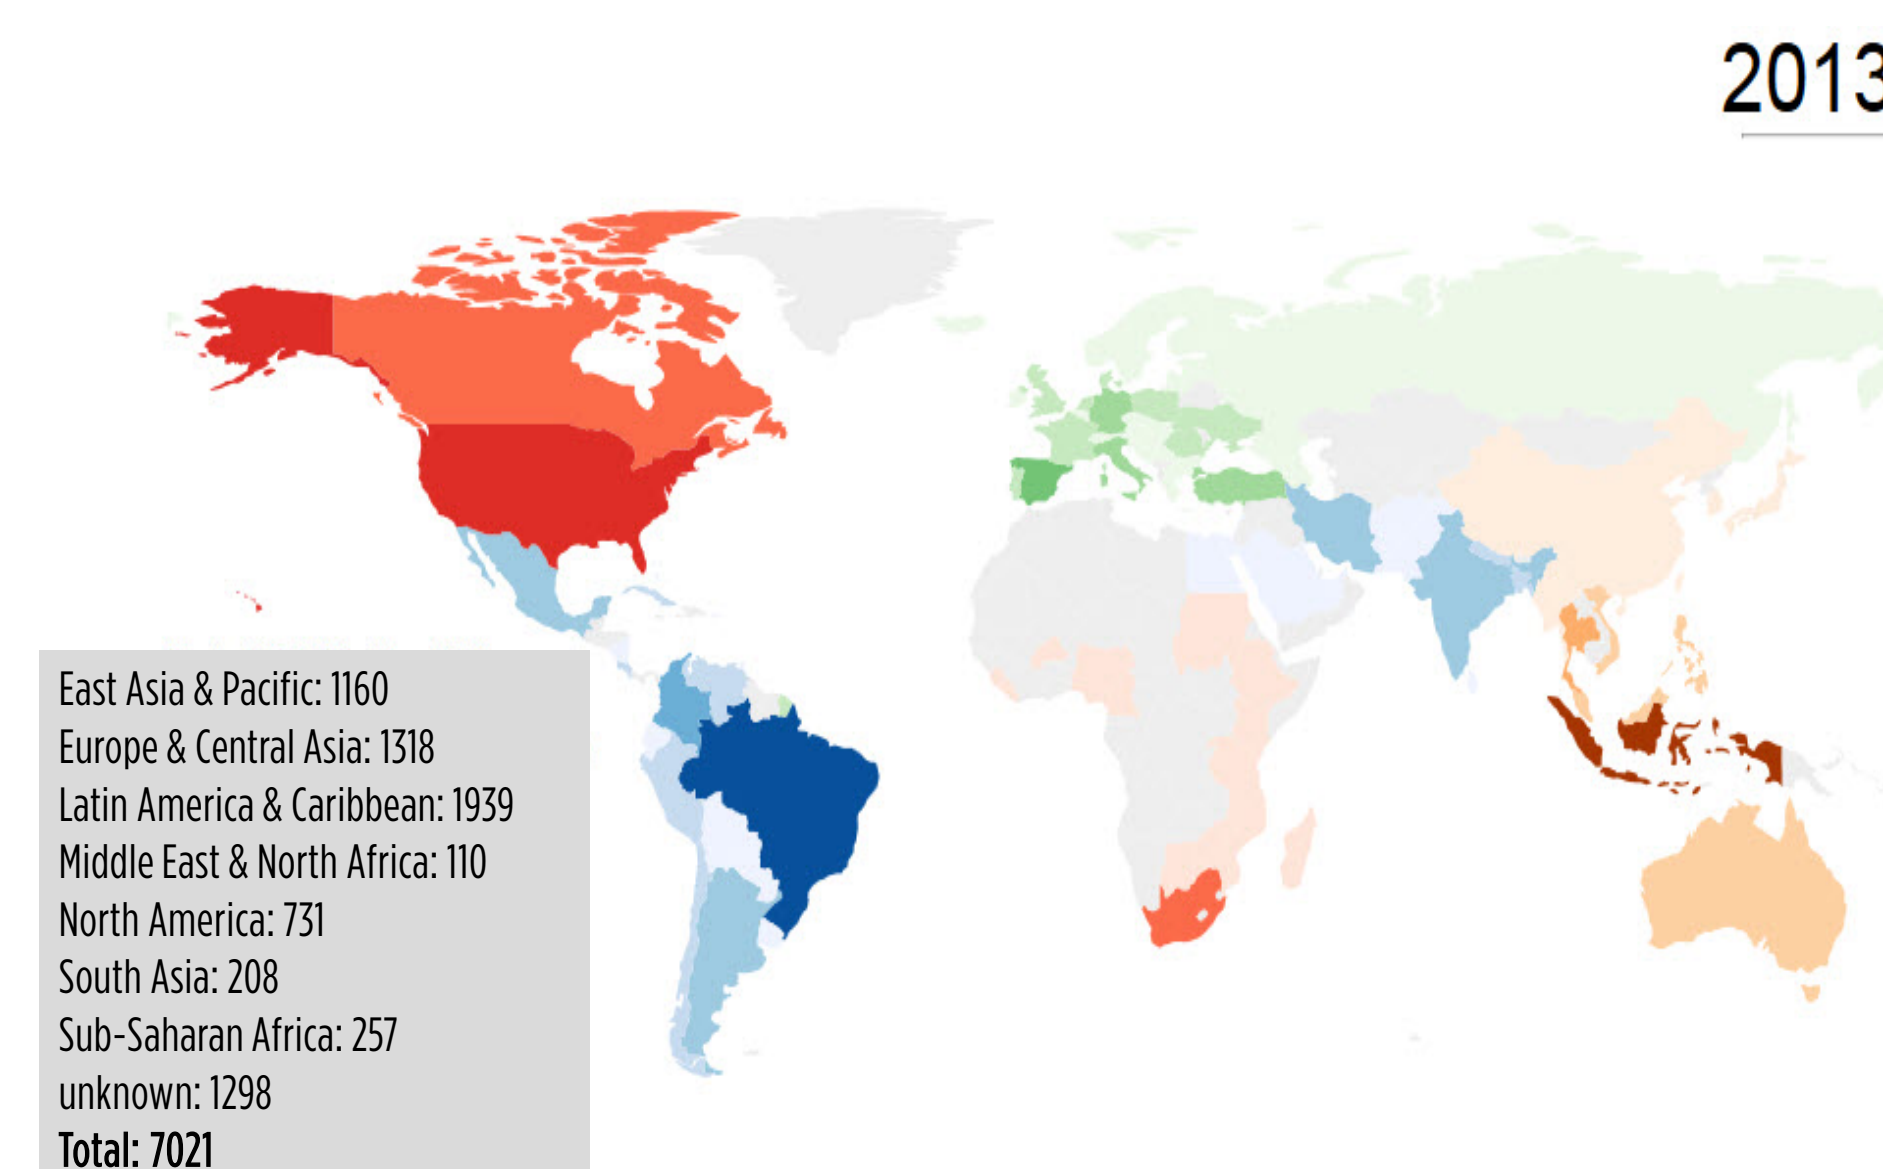 2013
East Asia & Pacific: 1160
Europe & Central Asia: 1318
Latin America & Caribbean: 1939
Middle East & North Africa: 110
North America: 731
South Asia: 208
Sub-Saharan Africa: 257
unknown: 1298
Total: 7021